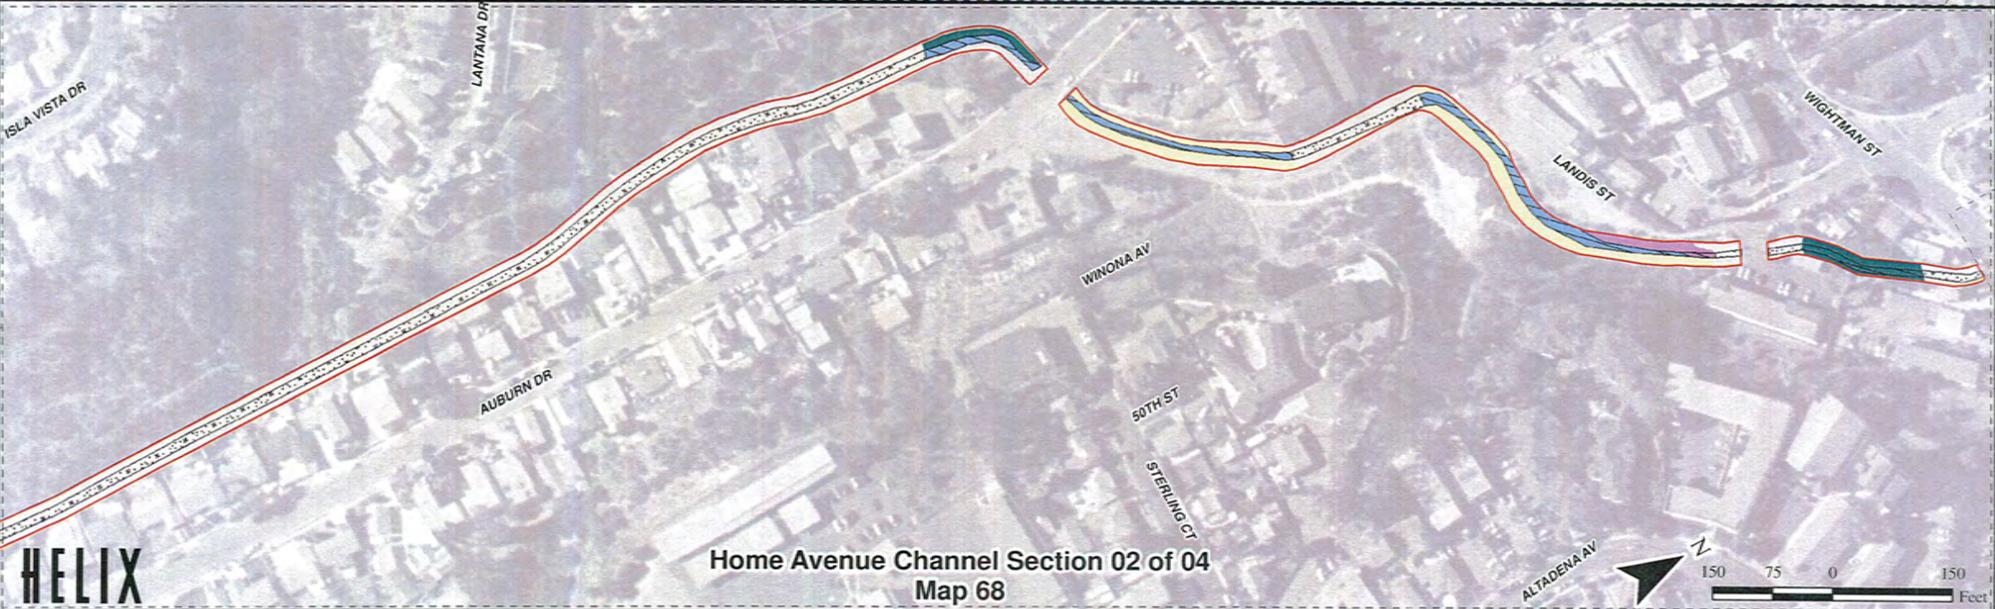 LANTANA DR
ISLA VISTA DR
WIGHTMAN ST
LANDIS ST
WINONA AV
AUBURN DR
50TH ST
STERLING CT
ALTADENA AV
HELIX
Home Avenue Channel Section 02 of 04
Map 68
N
150 75 0 150
Feet